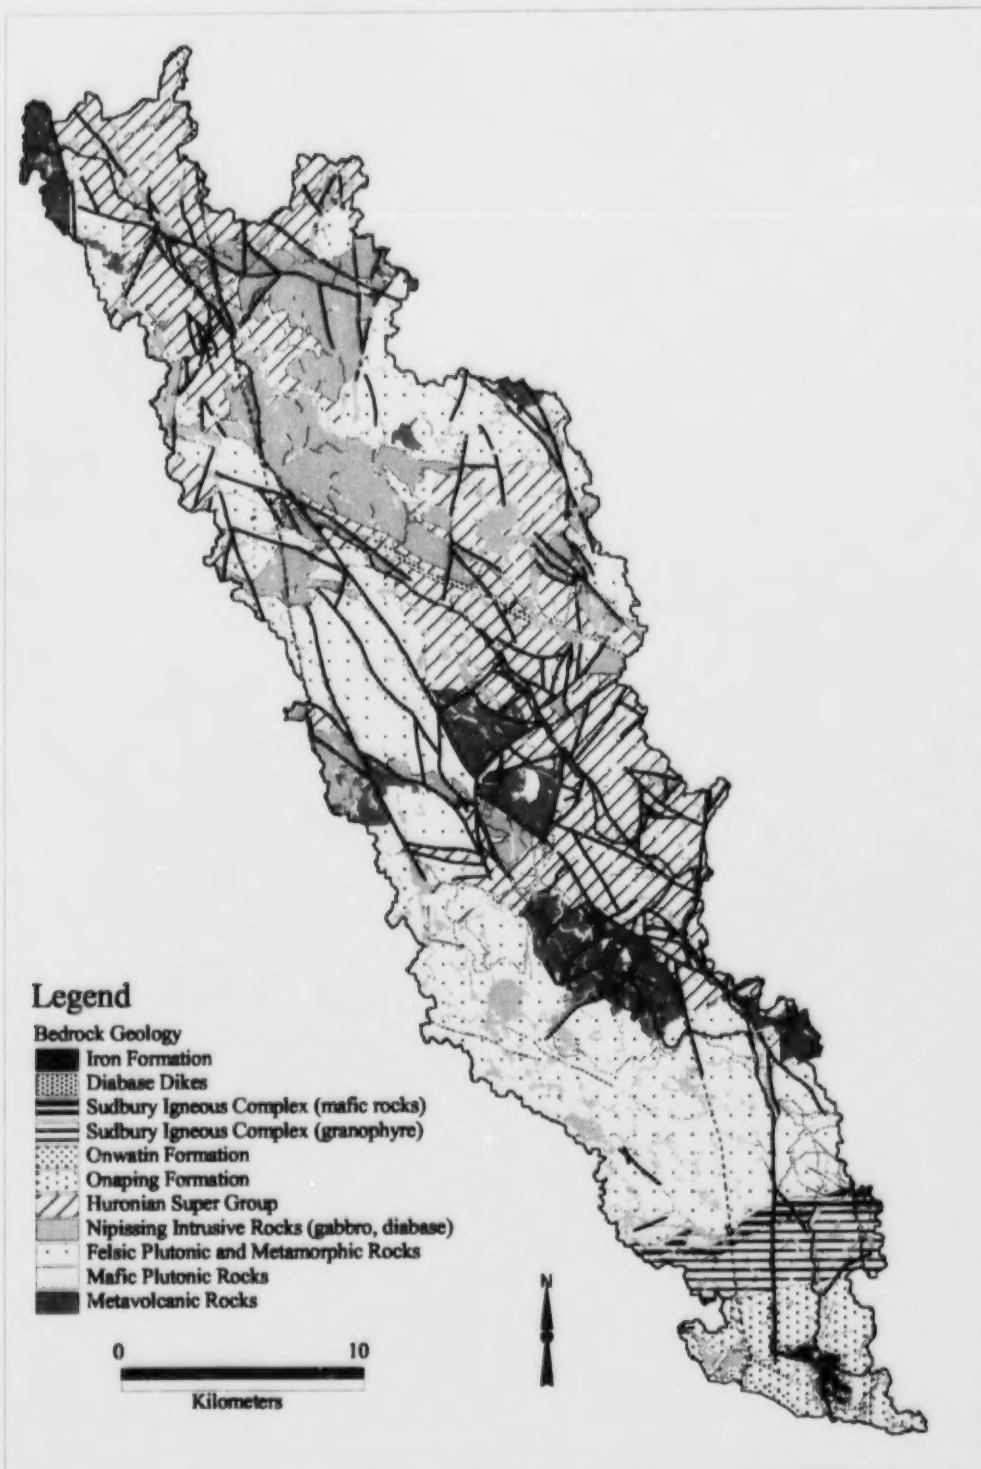 Legend
Bedrock Geology
Iron Formation
Diabase Dikes
Sudbury Igneous Complex (mafic rocks)
Sudbury Igneous Complex (granophyre)
Onwatin Formation
Onaping Formation
Huronian Super Group
Nipissing Intrusive Rocks (gabbro, diabase)
Felsic Plutonic and Metamorphic Rocks
Mafic Plutonic Rocks
Metavolcanic Rocks
N
0 10
Kilometers